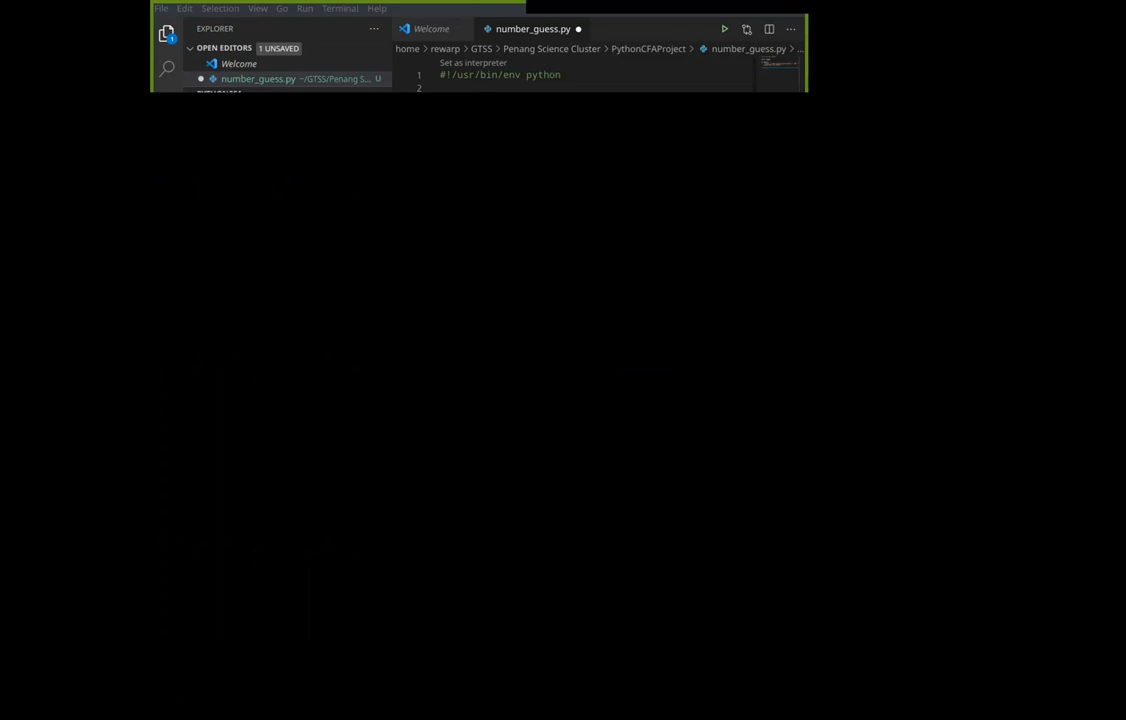 File Edit Selection View Go Run Terminal Help
EXPLORER ...
Welcome
number_guess.py
OPEN EDITORS 1 UNSAVED
home > rewarp > GTSS > Penang Science Cluster > PythonCFAProject > number_guess.py > ...
Welcome
Set as interpreter
number_guess.py ~/GTSS/Penang S... U
1 #!/usr/bin/env python
2